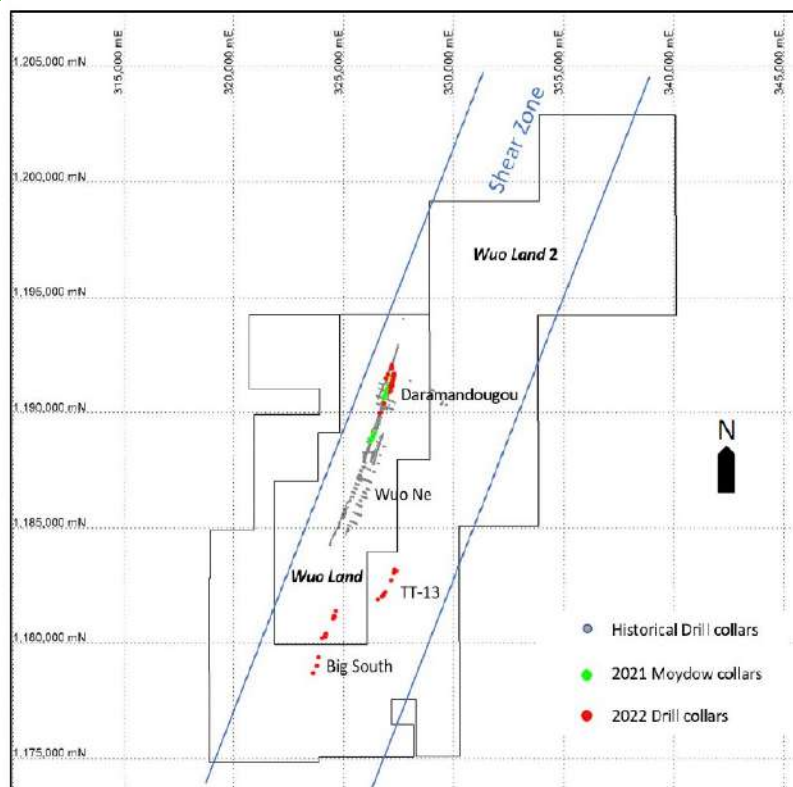 315,000 mE
320,000 mE
325,000 mE
330,000 mE
335,000 mE
340,000 mE
345,000 mE
1,205,000 mN
Shear Zone
1,200,000 mN
Wuo Land 2
1,195,000 mN
Daramandougou
1,190,000 mN
N
Wuo Ne
1,185,000 mN
Wuo Land
TT-13
Historical Drill collars
1,180,000 mN
Big South
2021 Moydow collars
2022 Drill collars
1,175,000 mN